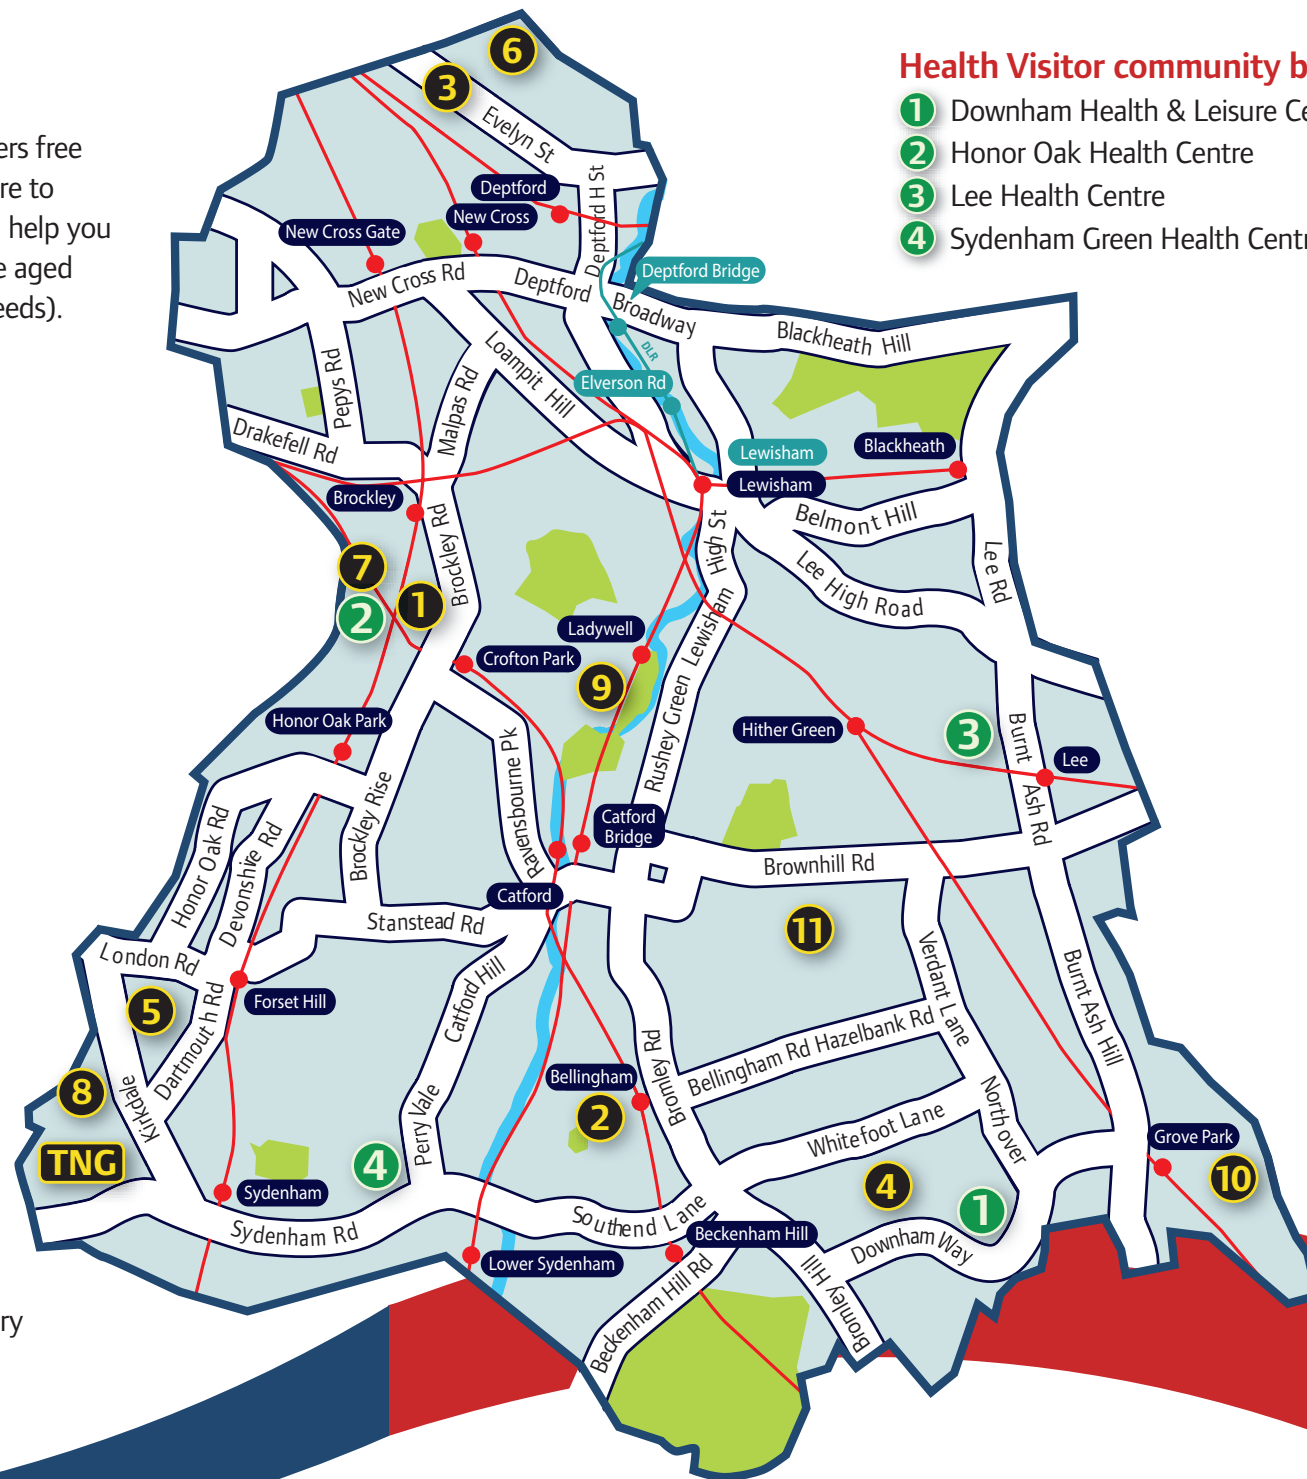 Health Visitor community b
1 Downham Health & Leisure Ce
2 Honor Oak Health Centre
3 Lee Health Centre
4 Sydenham Green Health Centr
ers free
re to
help you
e aged
eeds).
ry
6
3
Evelyn St
Deptford
New Cross
New Cross Gate
Deptford H St
New Cross Rd
Deptford
Broadway
Deptford Bridge
Blackheath Hill
DLR
Elverson Rd
Pepys Rd
Malpas Rd
Loampit Hill
Drakefell Rd
Lewisham
Lewisham
Blackheath
Brockley
Belmont Hill
High St
Lee High Road
Lee Rd
Brockley Rd
7
2
1
Ladywell
Crofton Park
9
Rushey Green Lewisham
Honor Oak Park
Hither Green
3
Burnt
Ash Rd
Lee
Ravensbourne Pk
Brockley Rise
Catford
Bridge
Honor Oak Rd
Devonshire Rd
Brownhill Rd
Catford
Stanstead Rd
11
London Rd
Forset Hill
5
Dartmouth Rd
Catford Hill
Verdant Lane
Burnt Ash Hill
Bellingham Rd Hazelbank Rd
Bromley Rd
Bellingham
2
8
Kirkdale
Perry Vale
Whitefoot Lane
Northover
TNG
4
Sydenham
Grove Park
10
4
1
Sydenham Rd
Southend Lane
Beckenham Hill
Downham Way
Lower Sydenham
Beckenham Hill Rd
Bromley Hill